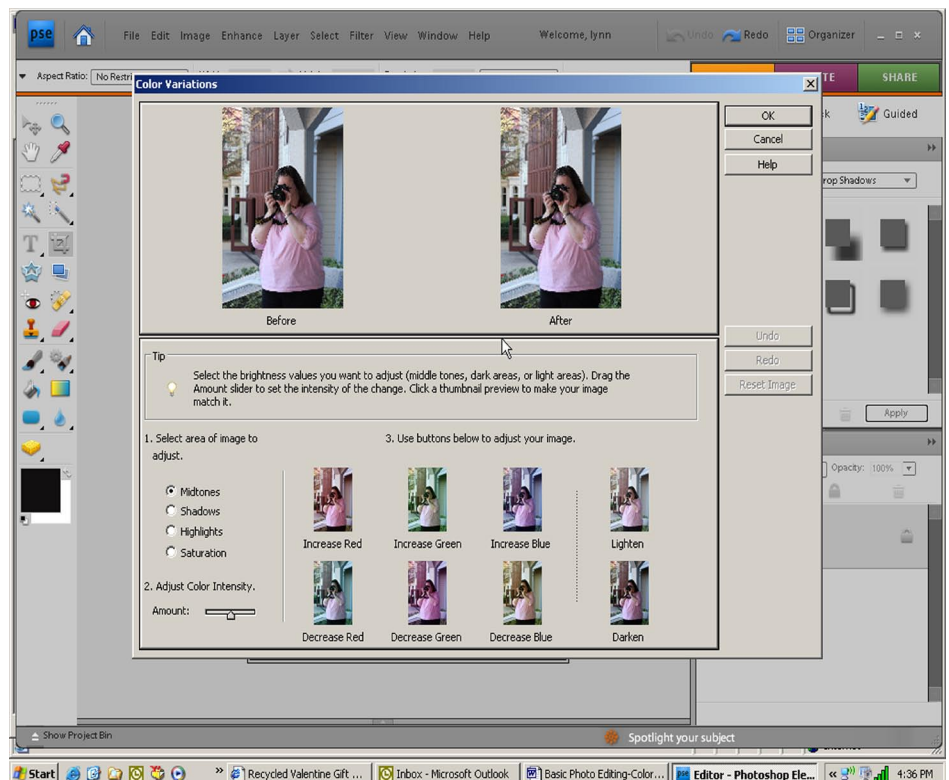 pse File Edit Image Enhance Layer Select Filter View Window Help Welcome, lynn Undo Redo Organizer
Aspect Ratio: No Restri
TE SHARE
Color Variations
Guided
OK
Cancel
Help
rop Shadows
Before After
Undo
Redo
Reset Image
Tip
Select the brightness values you want to adjust (middle tones, dark areas, or light areas). Drag the
Amount slider to set the intensity of the change. Click a thumbnail preview to make your image
match it.
Apply
1. Select area of image to
adjust.
3. Use buttons below to adjust your image.
Opacity: 100%
Midtones
Shadows
Highlights
Saturation
Increase Red Increase Green Increase Blue Lighten
2. Adjust Color Intensity.
Amount:
Decrease Red Decrease Green Decrease Blue Darken
Show Project Bin Spotlight your subject
Start Recycled Valentine Gift ... Inbox - Microsoft Outlook Basic Photo Editing-Color... Editor - Photoshop Ele... 4:36 PM